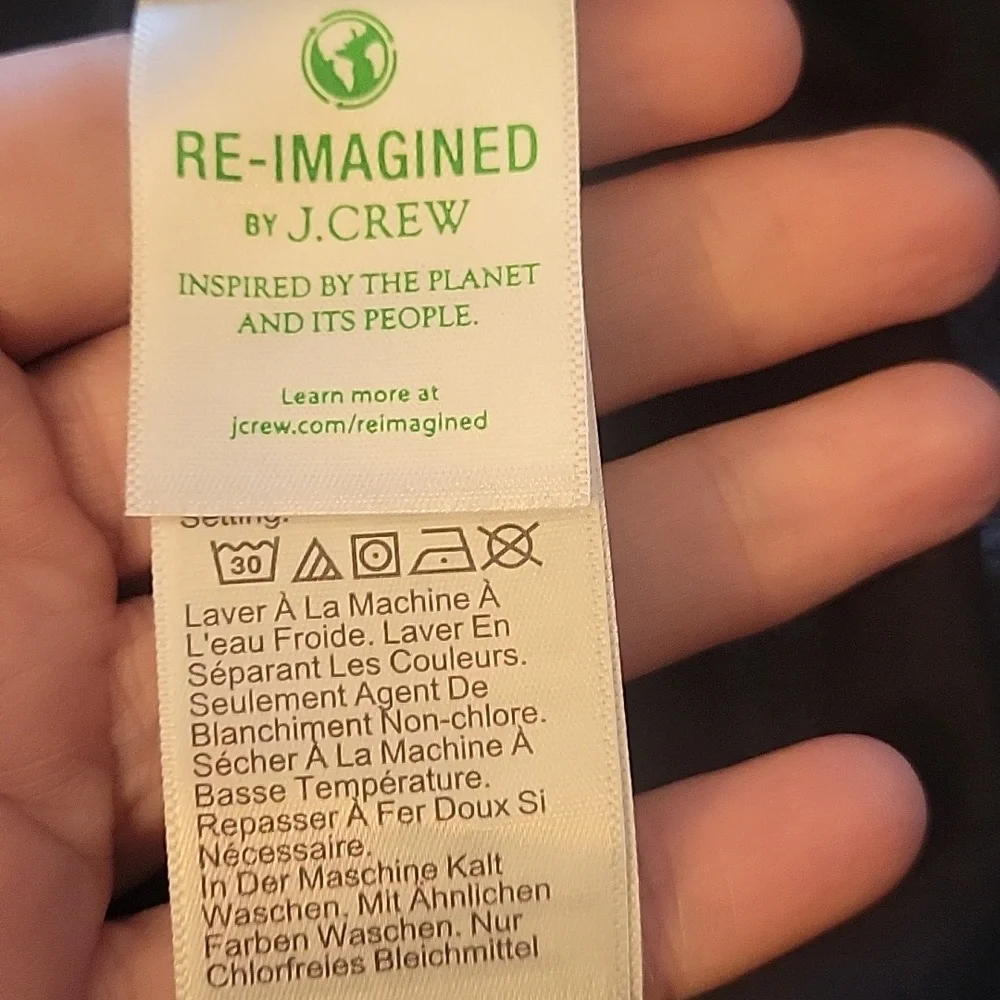 RE-IMAGINED
BY J.CREW
INSPIRED BY THE PLANET
AND ITS PEOPLE.
Learn more at
jcrew.com/reimagined
Setting.
30
Laver À La Machine À
L'eau Froide. Laver En
Séparant Les Couleurs.
Seulement Agent De
Blanchiment Non-chlore.
Sécher À La Machine À
Basse Température.
Repasser À Fer Doux Si
Nécessaire.
In Der Maschine Kalt
Waschen. Mit Ähnlichen
Farben Waschen. Nur
Chlorfreies Bleichmittel